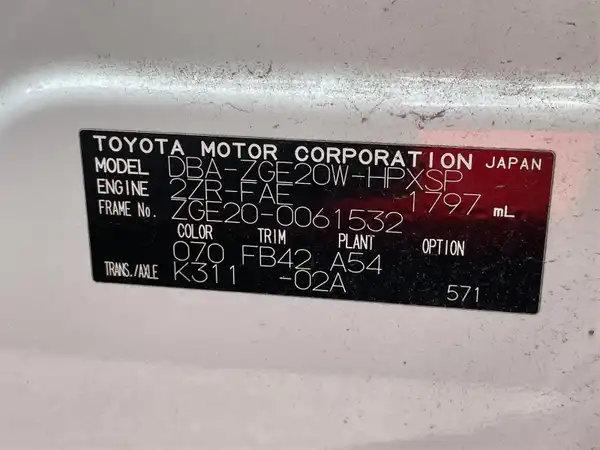 TOYOTA MOTOR CORPORATION JAPAN
MODEL DBA-ZGE20W-HPXSP
ENGINE 2ZR-FAE 1797 mL
FRAME No. ZGE20-0061532
COLOR TRIM PLANT OPTION
070 FB42 A54
TRANS./AXLE K311 -02A 571